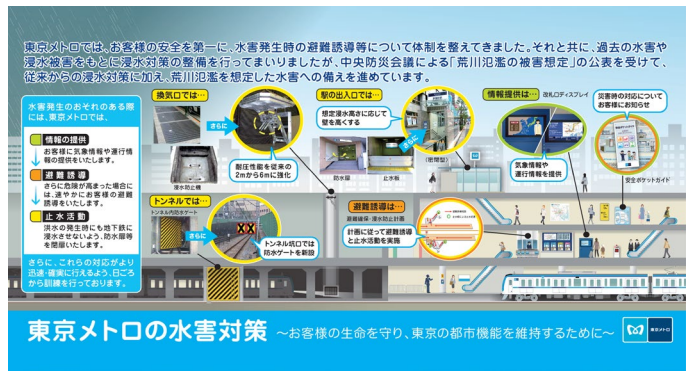 東京メトロでは、お客様の安全を第一に、水害発生時の避難誘導等について体制を整えてきました。それと共に、過去の水害や
浸水被害をもとに浸水対策の整備を行ってまいりましたが、中央防災会議による「荒川氾濫の被害想定」の公表を受けて、
従来からの浸水対策に加え、荒川氾濫を想定した水害への備えを進めています。
水害発生のおそれのある際
には、東京メトロでは、
情報の提供
お客様に気象情報や運行情
報の提供をいたします。
避難誘導
さらに危険が高まった場合に
は、速やかにお客様の避難
誘導をいたします。
止水活動
洪水の発生時にも地下鉄に
浸水させないよう、防水扉等
を閉扉いたします。
さらに、これらの対応がより
迅速・確実に行えるよう、日ごろ
から訓練を行っております。
換気口では…
さらに
浸水防止機
耐圧性能を従来の
2mから6mに強化
駅の出入口では…
想定浸水高さに応じて
壁を高くする
さらに
防水扉
止水板
(密閉型)
情報提供は…
改札口ディスプレイ
気象情報や
運行情報を提供
災害時の対応について
お客様にお知らせ
安全ポケットガイド
トンネルでは…
トンネル内防水ゲート
さらに
トンネル坑口では
防水ゲートを新設
避難誘導は…
避難確保・浸水防止計画
計画に従って避難誘導
と止水活動を実施
東京メトロの水害対策 ～お客様の生命を守り、東京の都市機能を維持するために～
東京メトロ